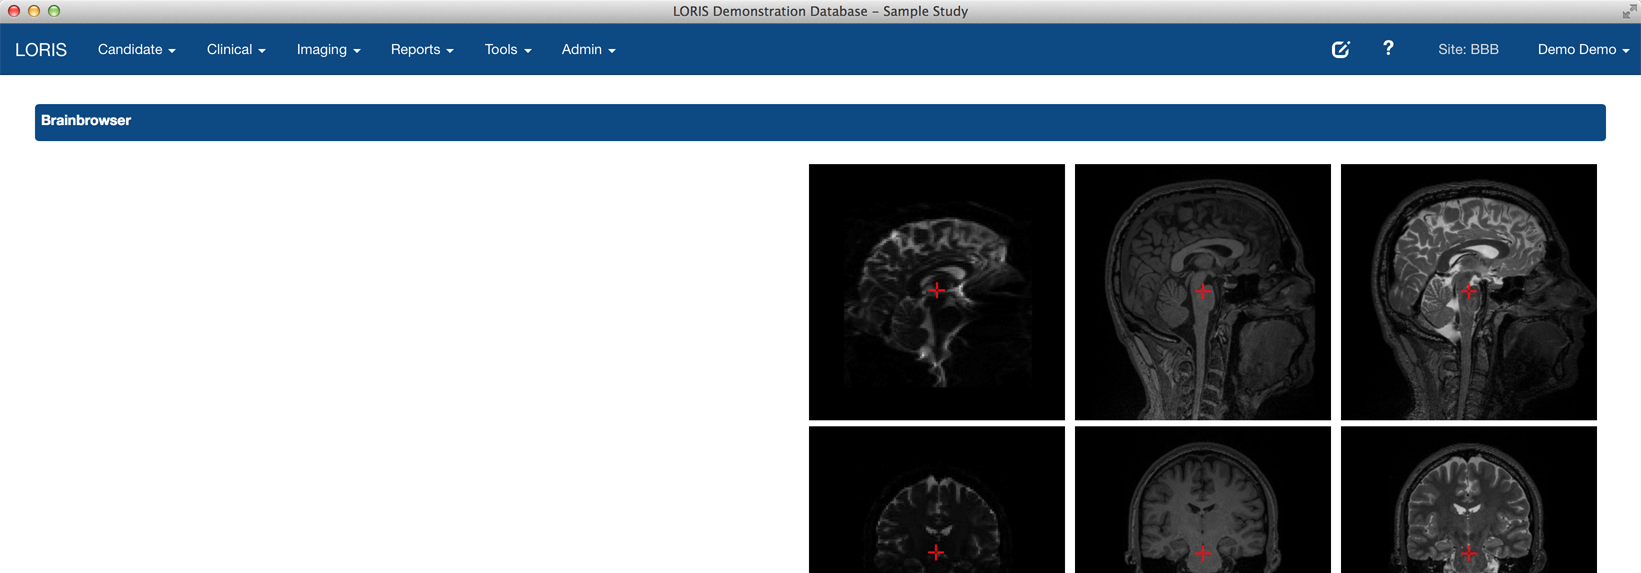 LORIS Demonstration Database – Sample Study
LORIS Candidate Clinical Imaging Reports Tools Admin ? Site: BBB Demo Demo
Brainbrowser